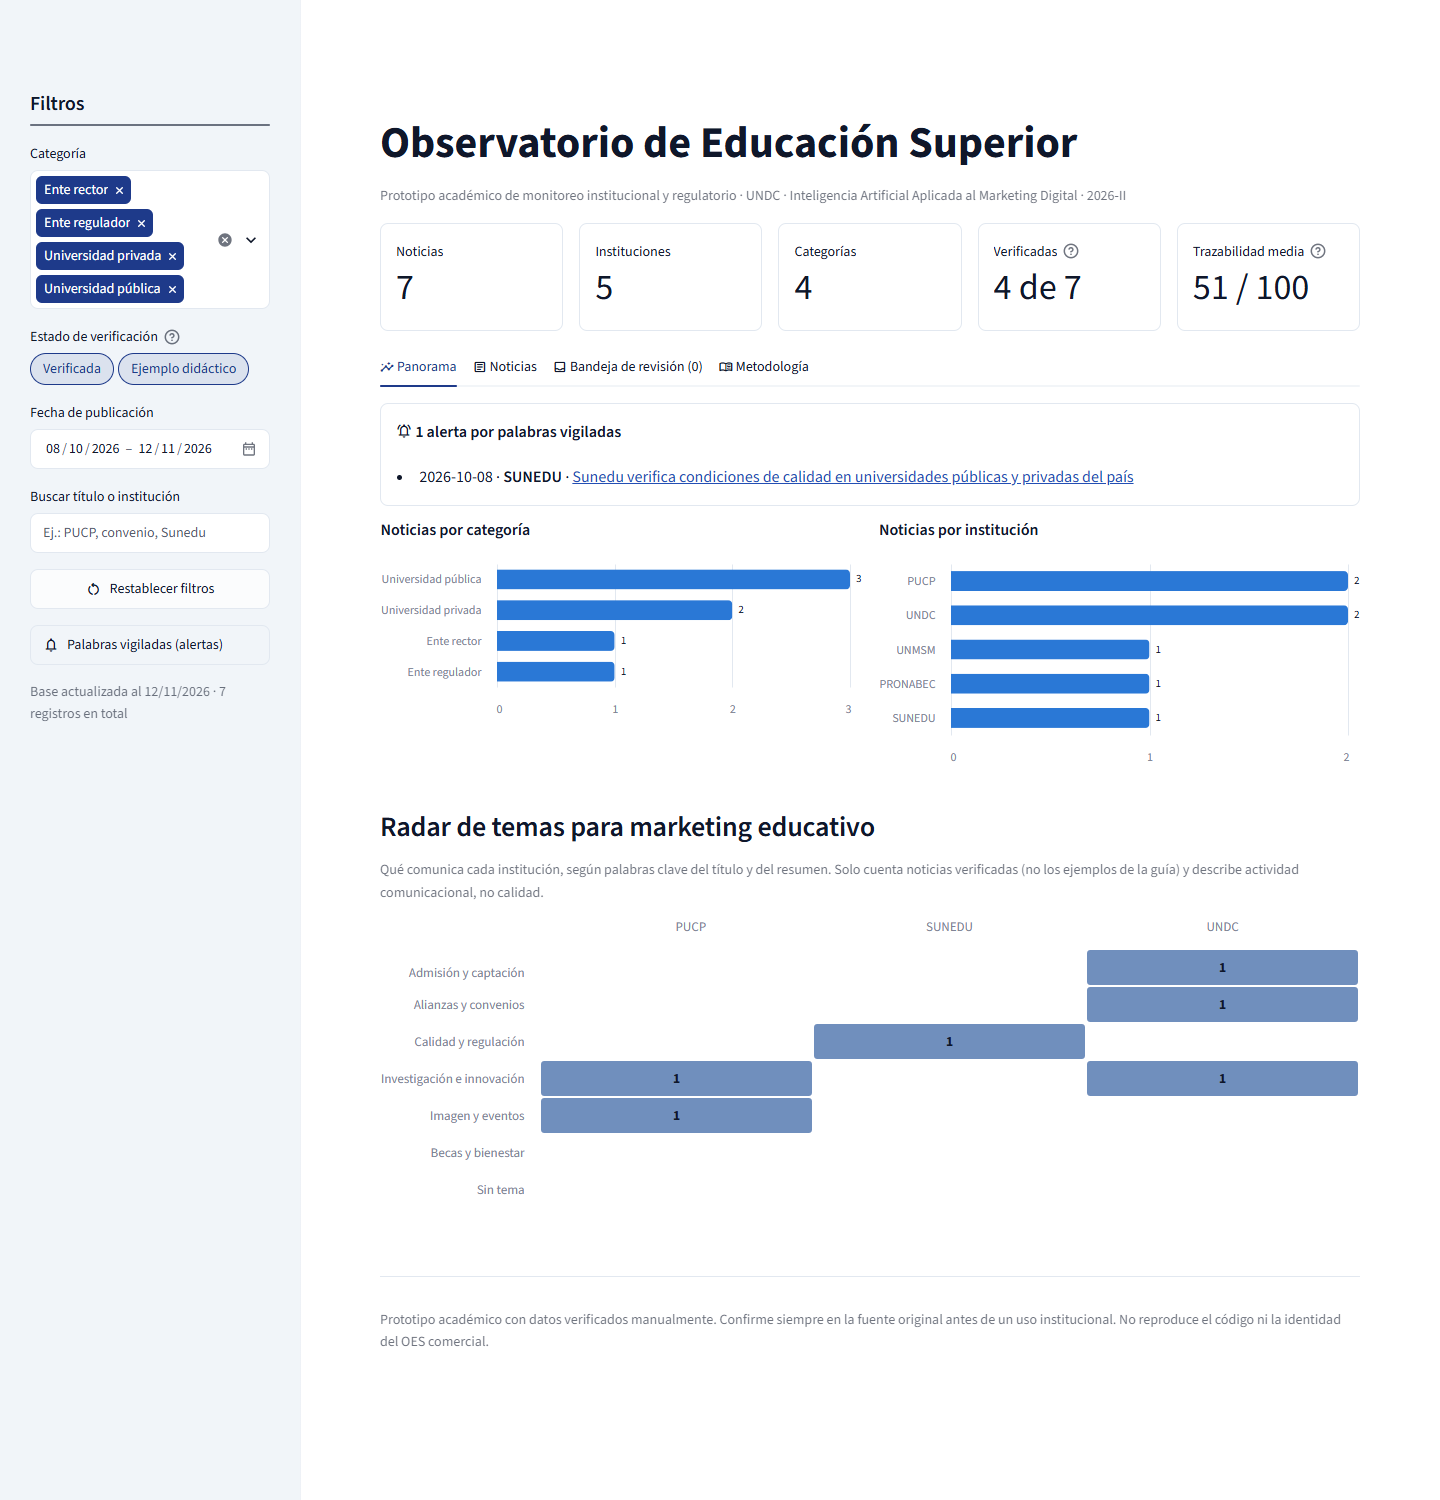 Filtros
Categoría
Ente rector
Ente regulador
Universidad privada
Universidad pública
Estado de verificación
Verificada
Ejemplo didáctico
Fecha de publicación
08 / 10 / 2026 – 12 / 11 / 2026
Buscar título o institución
Ej.: PUCP, convenio, Sunedu
Restablecer filtros
Palabras vigiladas (alertas)
Base actualizada al 12/11/2026 · 7
registros en total
Observatorio de Educación Superior
Prototipo académico de monitoreo institucional y regulatorio · UNDC · Inteligencia Artificial Aplicada al Marketing Digital · 2026-II
Noticias
7
Instituciones
5
Categorías
4
Verificadas
4 de 7
Trazabilidad media
51 / 100
Panorama
Noticias
Bandeja de revisión (0)
Metodología
1 alerta por palabras vigiladas
2026-10-08 · SUNEDU · Sunedu verifica condiciones de calidad en universidades públicas y privadas del país
Noticias por categoría
Universidad pública 3
Universidad privada 2
Ente rector 1
Ente regulador 1
0 1 2 3
Noticias por institución
PUCP 2
UNDC 2
UNMSM 1
PRONABEC 1
SUNEDU 1
0 1 2
Radar de temas para marketing educativo
Qué comunica cada institución, según palabras clave del título y del resumen. Solo cuenta noticias verificadas (no los ejemplos de la guía) y describe actividad
comunicacional, no calidad.
PUCP SUNEDU UNDC
Admisión y captación 1
Alianzas y convenios 1
Calidad y regulación 1
Investigación e innovación 1 1
Imagen y eventos 1
Becas y bienestar
Sin tema
Prototipo académico con datos verificados manualmente. Confirme siempre en la fuente original antes de un uso institucional. No reproduce el código ni la identidad
del OES comercial.